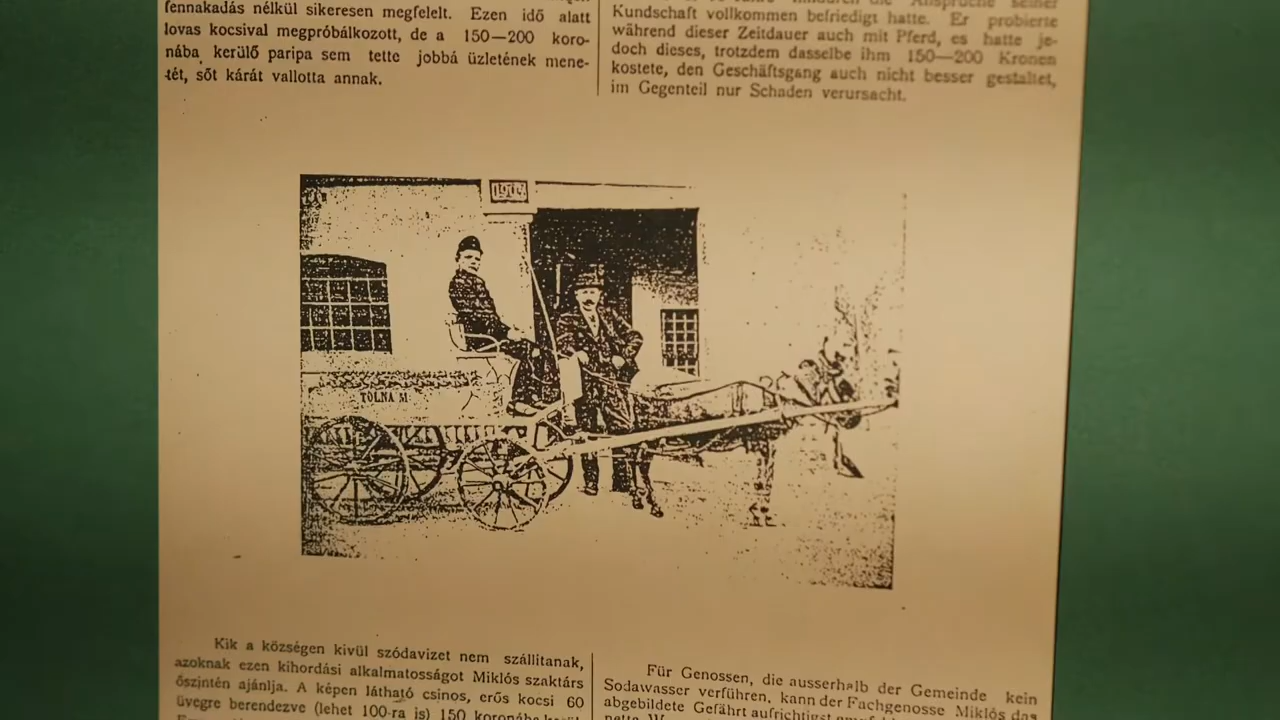 fennakadás nélkül sikeresen megfelelt. Ezen idő alatt
lovas kocsival megpróbálkozott, de a 150—200 koro-
nába kerülő paripa sem tette jobbá üzletének mene-
tét, sőt kárát vallotta annak.
Kundschaft vollkommen befriedigt hatte. Er probierte
während dieser Zeitdauer auch mit Pferd, es hatte je-
doch dieses, trotzdem dasselbe ihm 150—200 Kronen
kostete, den Geschäftsgang auch nicht besser gestaltet,
im Gegenteil nur Schaden verursacht.
TOLNA M
Kik a községen kivül szódavizet nem szállítanak,
azoknak ezen kihordási alkalmatosságot Miklós szaktárs
őszintén ajánlja. A képen látható csinos, erős kocsi 60
üvegre berendezve (lehet 100-ra is) 150 koronába
Für Genossen, die ausserhalb der Gemeinde kein
Sodawasser verführen, kann der Fachgenosse Miklós das
abgebildete Gefährt aufrichtigst